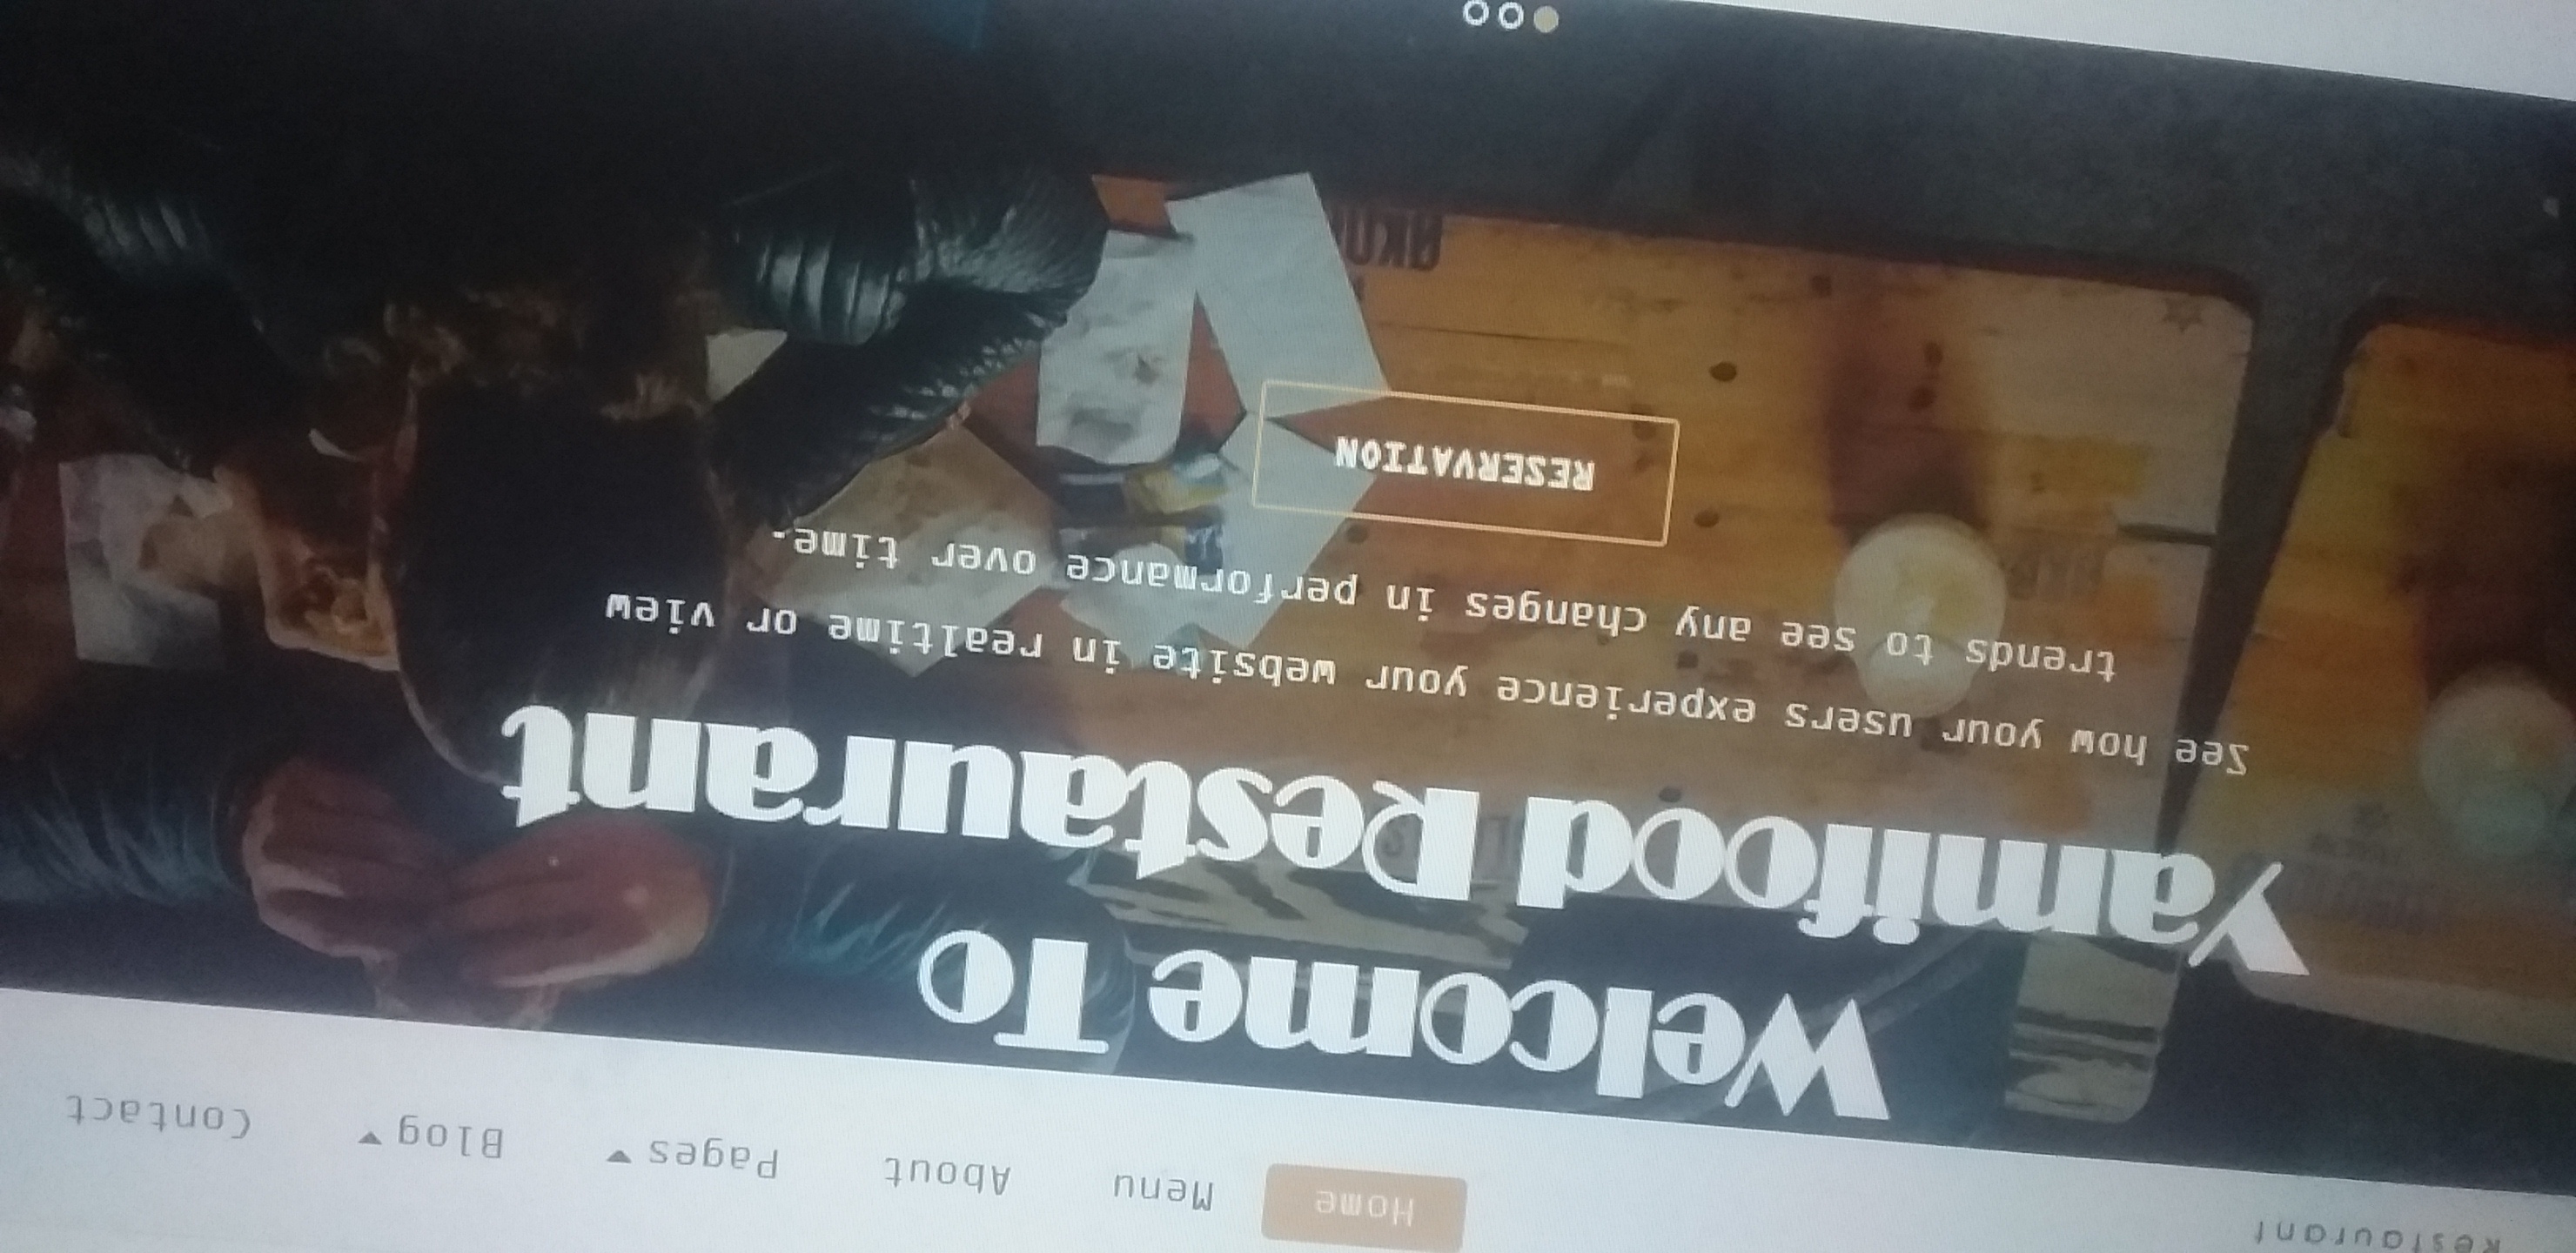 Restaurant
Home Menu About Pages Blog Contact
Welcome To
Yamifood Restaurant
See how your users experience your website in realtime or view
trends to see any changes in performance over time.
RESERVATION